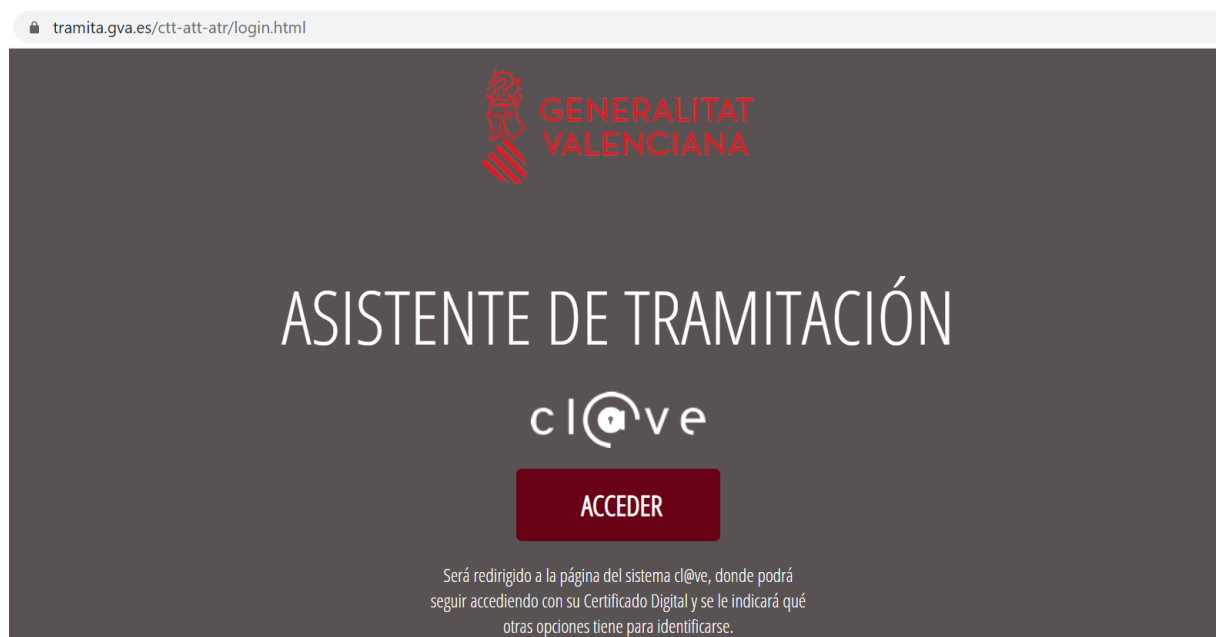 tramita.gva.es/ctt-att-atr/login.html
GENERALITAT
VALENCIANA
ASISTENTE DE TRAMITACIÓN
cl@ve
ACCEDER
Será redirigido a la página del sistema cl@ve, donde podrá
seguir accediendo con su Certificado Digital y se le indicará qué
otras opciones tiene para identificarse.